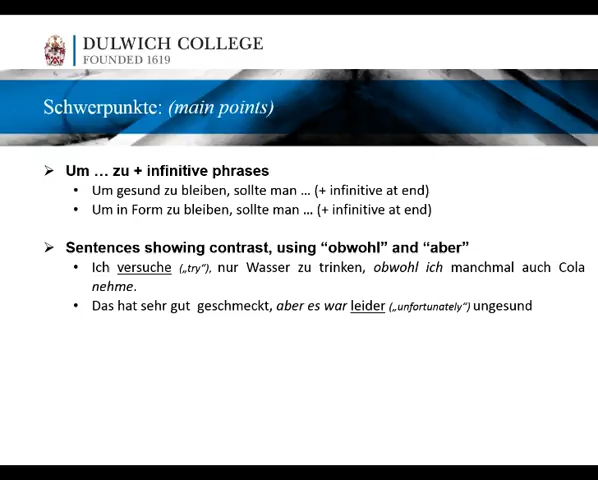 DULWICH COLLEGE
FOUNDED 1619
Schwerpunkte: (main points)
Um … zu + infinitive phrases
Um gesund zu bleiben, sollte man … (+ infinitive at end)
Um in Form zu bleiben, sollte man … (+ infinitive at end)
Sentences showing contrast, using “obwohl” and “aber”
Ich versuche („try“), nur Wasser zu trinken, obwohl ich manchmal auch Cola
nehme.
Das hat sehr gut geschmeckt, aber es war leider („unfortunately“) ungesund